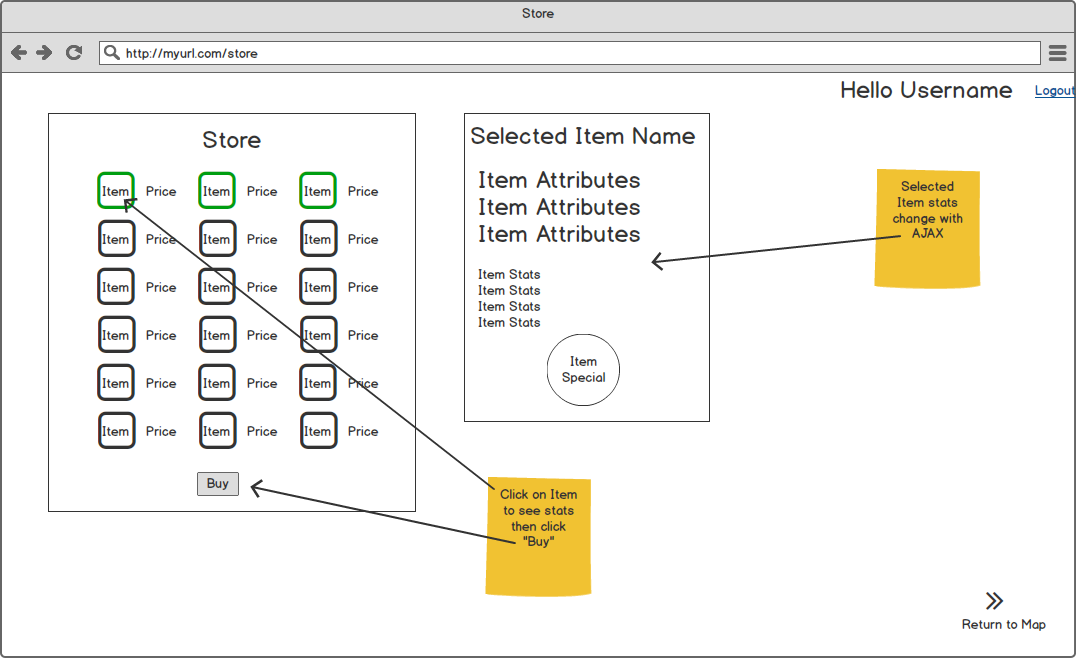 Store
http://myurl.com/store
Hello Username
Logout
Store
Item Price Item Price Item Price
Item Price Item Price Item Price
Item Price Item Price Item Price
Item Price Item Price Item Price
Item Price Item Price Item Price
Item Price Item Price Item Price
Buy
Selected Item Name
Item Attributes
Item Attributes
Item Attributes
Item Stats
Item Stats
Item Stats
Item Stats
Item
Special
Selected
Item stats
change with
AJAX
Click on Item
to see stats
then click
"Buy"
Return to Map